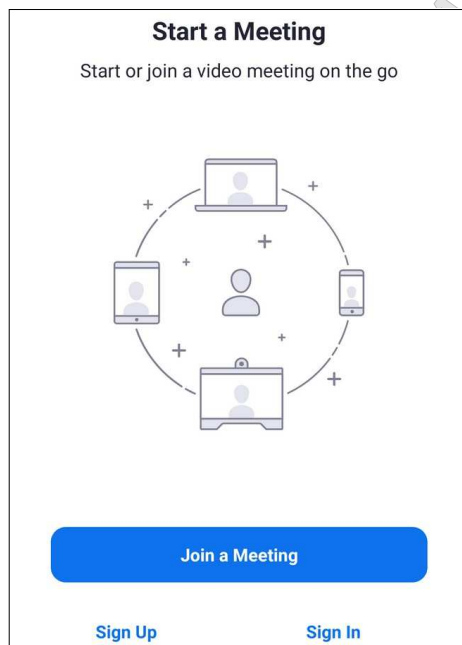 Start a Meeting
Start or join a video meeting on the go
Join a Meeting
Sign Up
Sign In